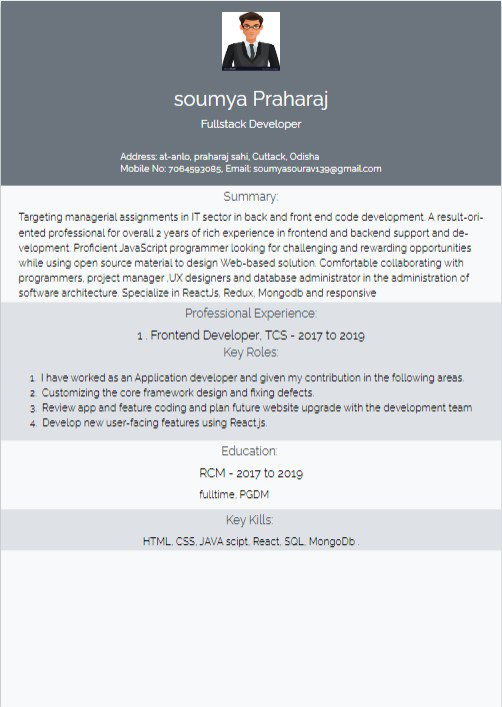 soumya Praharaj
Fullstack Developer
Address: at-anlo, praharaj sahi, Cuttack, Odisha
Mobile No: 7064593085, Email: soumyasourav139@gmail.com
Summary:
Targeting managerial assignments in IT sector in back and front end code development. A result-ori-
ented professional for overall 2 years of rich experience in frontend and backend support and de-
velopment. Proficient JavaScript programmer looking for challenging and rewarding opportunities
while using open source material to design Web-based solution. Comfortable collaborating with
programmers, project manager ,UX designers and database administrator in the administration of
software architecture. Specialize in ReactJs, Redux, Mongodb and responsive
Professional Experience:
1 . Frontend Developer, TCS - 2017 to 2019
Key Roles:
1. I have worked as an Application developer and given my contribution in the following areas.
2. Customizing the core framework design and fixing defects.
3. Review app and feature coding and plan future website upgrade with the development team
4. Develop new user-facing features using React.js.
Education:
RCM - 2017 to 2019
fulltime, PGDM
Key Kills:
HTML, CSS, JAVA scipt, React, SQL, MongoDb .